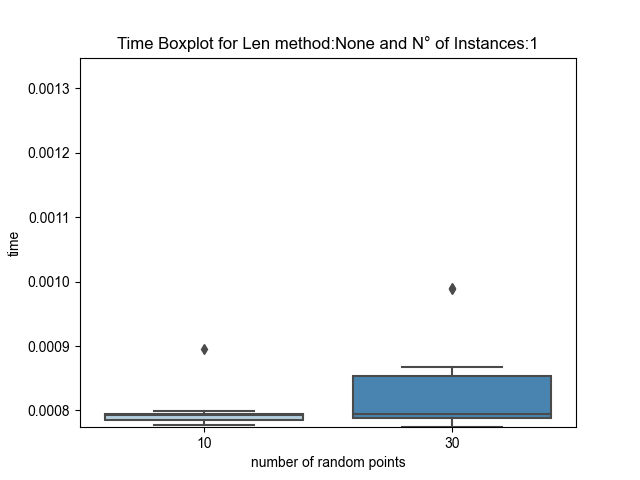 Time Boxplot for Len method:None and N° of Instances:1
0.0013
0.0012
0.0011
0.0010
0.0009
0.0008
time
10
30
number of random points